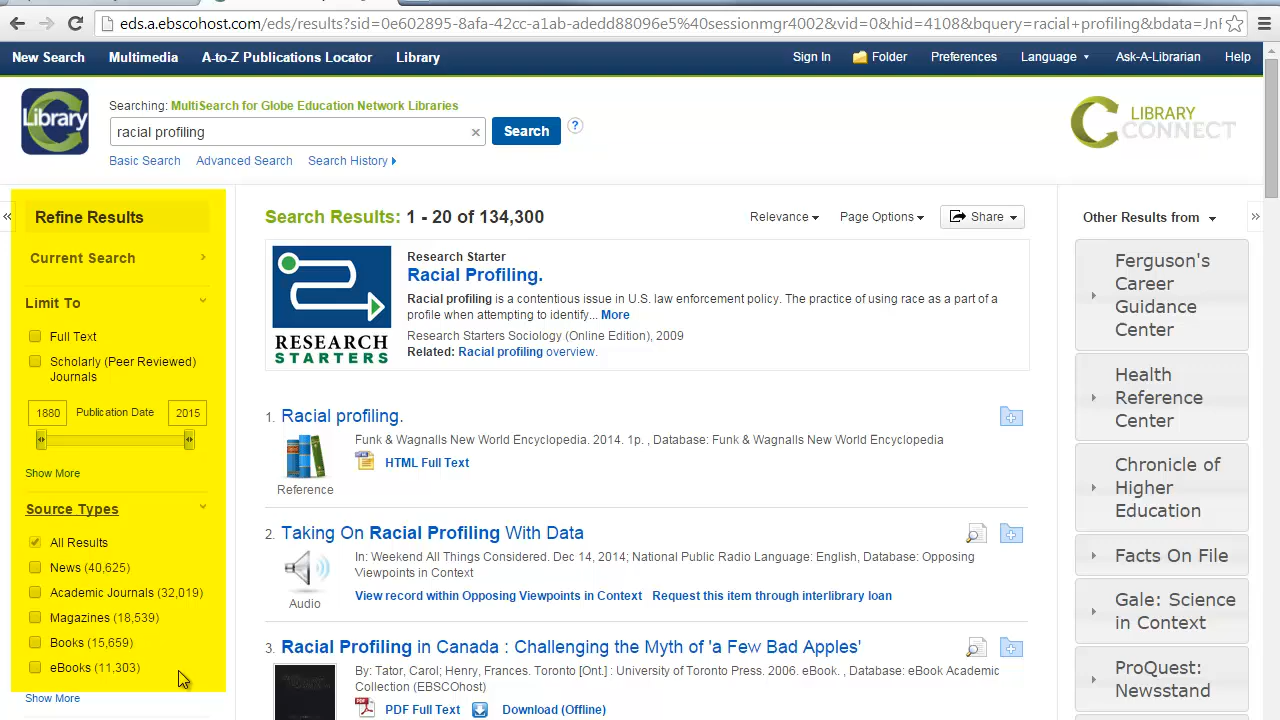 eds.ebscohost.com/eds/results?sid=0e602895-8afa-42cc-a1ab-adedd88096e5%40sessionmgr4002&vid=0&hid=4108&bquery=racial+profiling&bdata=JnF
New Search Multimedia A-to-Z Publications Locator Library Sign In Folder Preferences Language Ask-A-Librarian Help
Library
Searching: MultiSearch for Globe Education Network Libraries
racial profiling × Search ?
Basic Search Advanced Search Search History
LIBRARY
CONNECT
«
Refine Results
Current Search
Limit To
Full Text
Scholarly (Peer Reviewed)
Journals
1880 Publication Date 2015
Show More
Source Types
All Results
News (40,625)
Academic Journals (32,019)
Magazines (18,539)
Books (15,659)
eBooks (11,303)
Show More
Search Results: 1 - 20 of 134,300
Relevance Page Options Share
RESEARCH
STARTERS
Research Starter
Racial Profiling.
Racial profiling is a contentious issue in U.S. law enforcement policy. The practice of using race as a part of a
profile when attempting to identify... More
Research Starters Sociology (Online Edition), 2009
Related: Racial profiling overview.
1. Racial profiling.
Funk & Wagnalls New World Encyclopedia. 2014. 1p. , Database: Funk & Wagnalls New World Encyclopedia
HTML Full Text
Reference
2. Taking On Racial Profiling With Data
In: Weekend All Things Considered. Dec 14, 2014; National Public Radio Language: English, Database: Opposing
Viewpoints in Context
View record within Opposing Viewpoints in Context Request this item through interlibrary loan
Audio
3. Racial Profiling in Canada : Challenging the Myth of 'a Few Bad Apples'
By: Tator, Carol; Henry, Frances. Toronto [Ont.] : University of Toronto Press. 2006. eBook. , Database: eBook Academic
Collection (EBSCOhost)
PDF Full Text Download (Offline)
Other Results from »
Ferguson's
Career
Guidance
Center
Health
Reference
Center
Chronicle of
Higher
Education
Facts On File
Gale: Science
in Context
ProQuest:
Newsstand